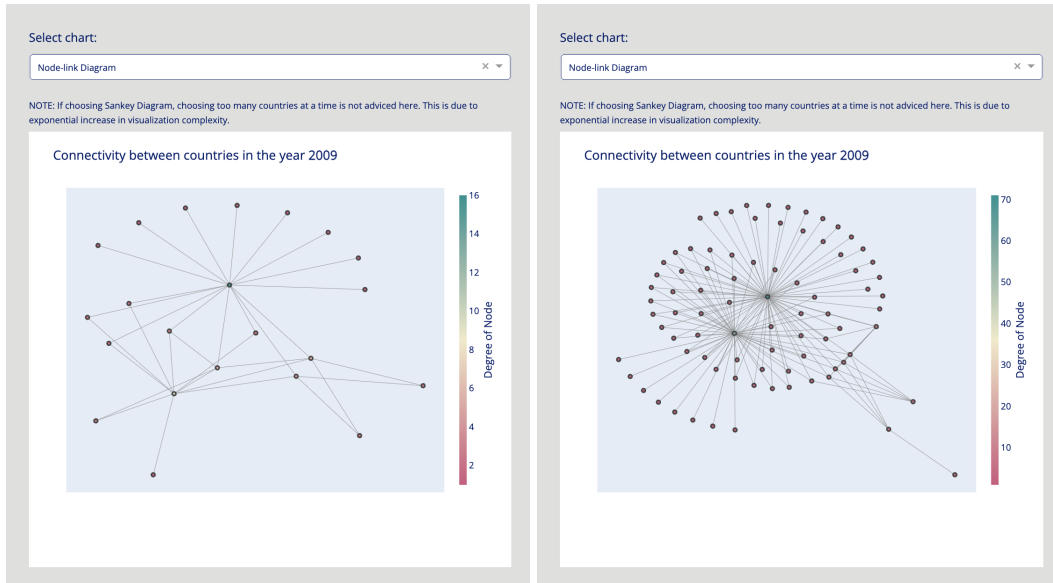 Select chart:
Node-link Diagram
NOTE: If choosing Sankey Diagram, choosing too many countries at a time is not adviced here. This is due to
exponential increase in visualization complexity.
Connectivity between countries in the year 2009
16
14
12
10
8
6
4
2
Degree of Node
Select chart:
Node-link Diagram
NOTE: If choosing Sankey Diagram, choosing too many countries at a time is not adviced here. This is due to
exponential increase in visualization complexity.
Connectivity between countries in the year 2009
70
60
50
40
30
20
10
Degree of Node